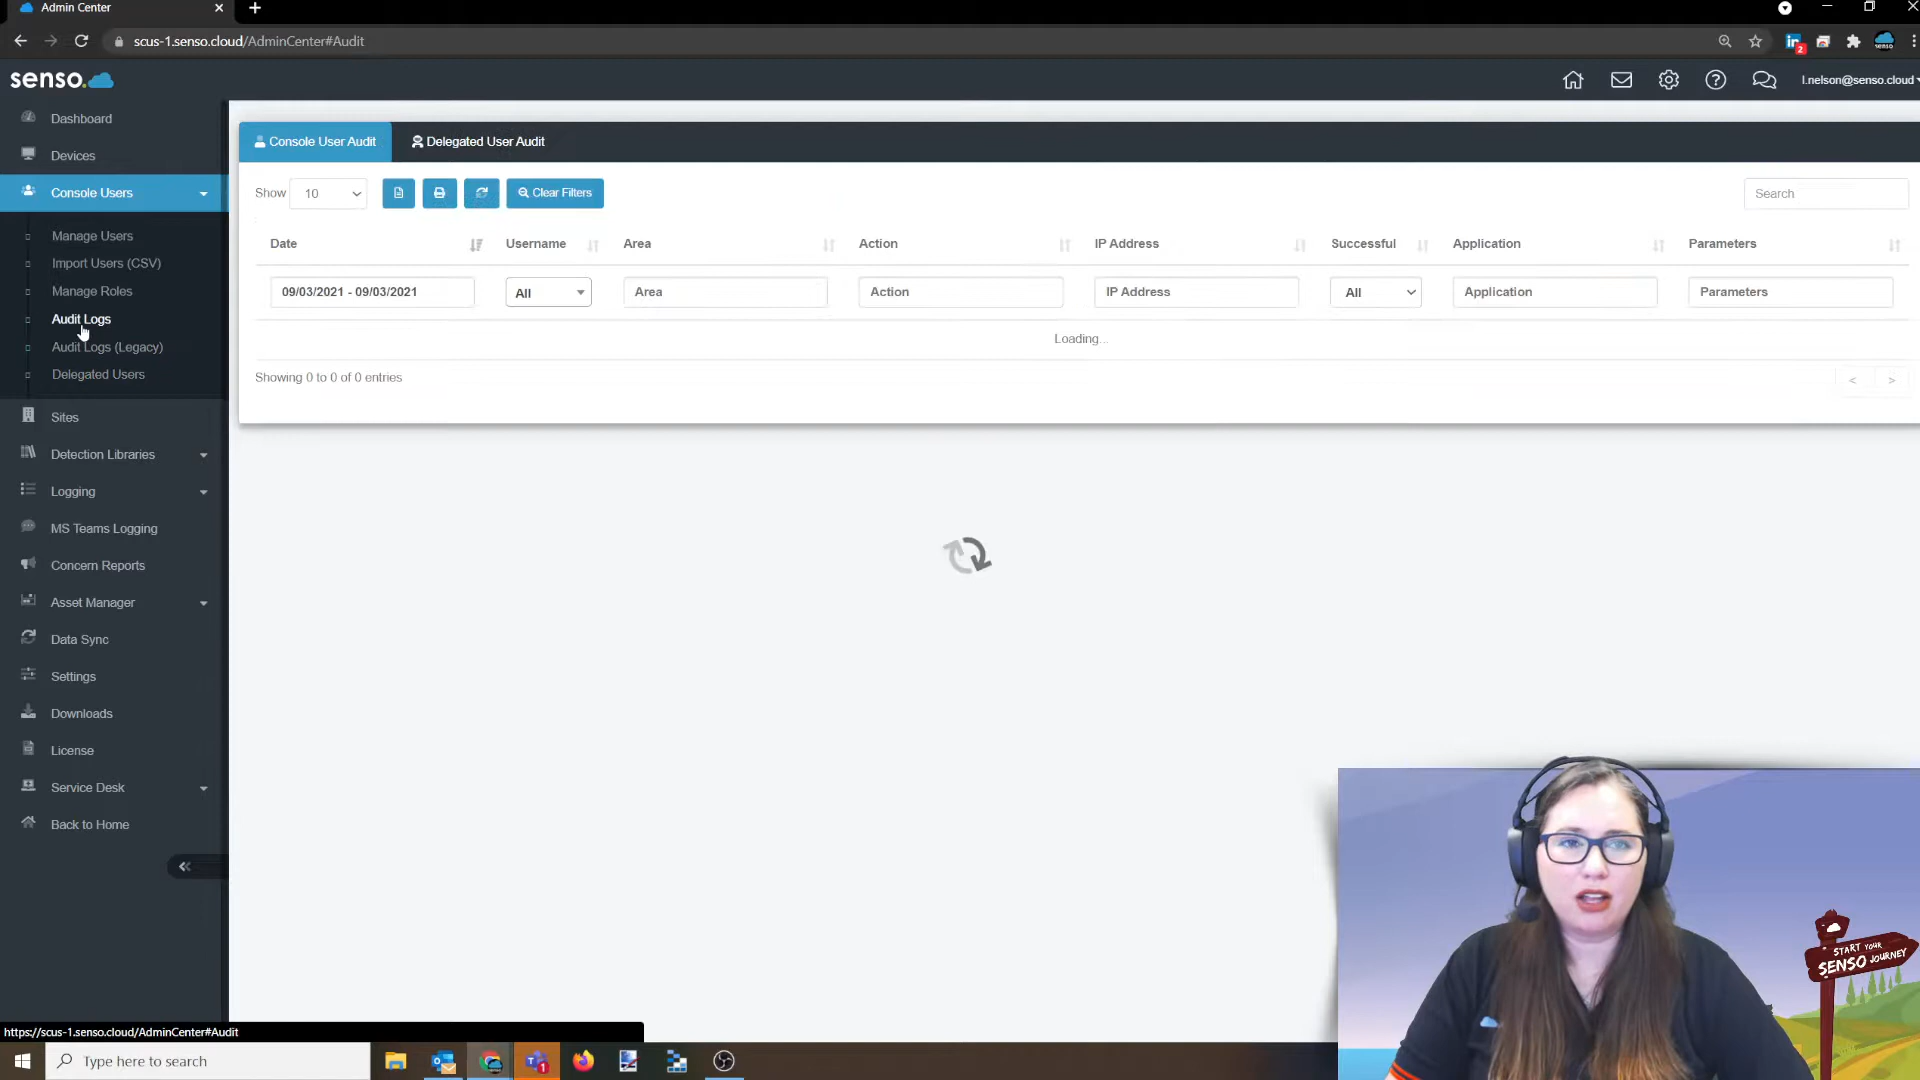 Admin Center
scus-1.senso.cloud/AdminCenter#Audit
2
senso
senso.
l.nelson@senso.cloud
Dashboard
Devices
Console Users
Manage Users
Import Users (CSV)
Manage Roles
Audit Logs
Audit Logs (Legacy)
Delegated Users
Sites
Detection Libraries
Logging
MS Teams Logging
Concern Reports
Asset Manager
Data Sync
Settings
Downloads
License
Service Desk
Back to Home
Console User Audit
Delegated User Audit
Show 10
Clear Filters
Search
Date Username Area Action IP Address Successful Application Parameters
09/03/2021 - 09/03/2021 All Area Action IP Address All Application Parameters
Loading...
Showing 0 to 0 of 0 entries
< >
START YOUR
SENSO JOURNEY
https://scus-1.senso.cloud/AdminCenter#Audit
Type here to search
1